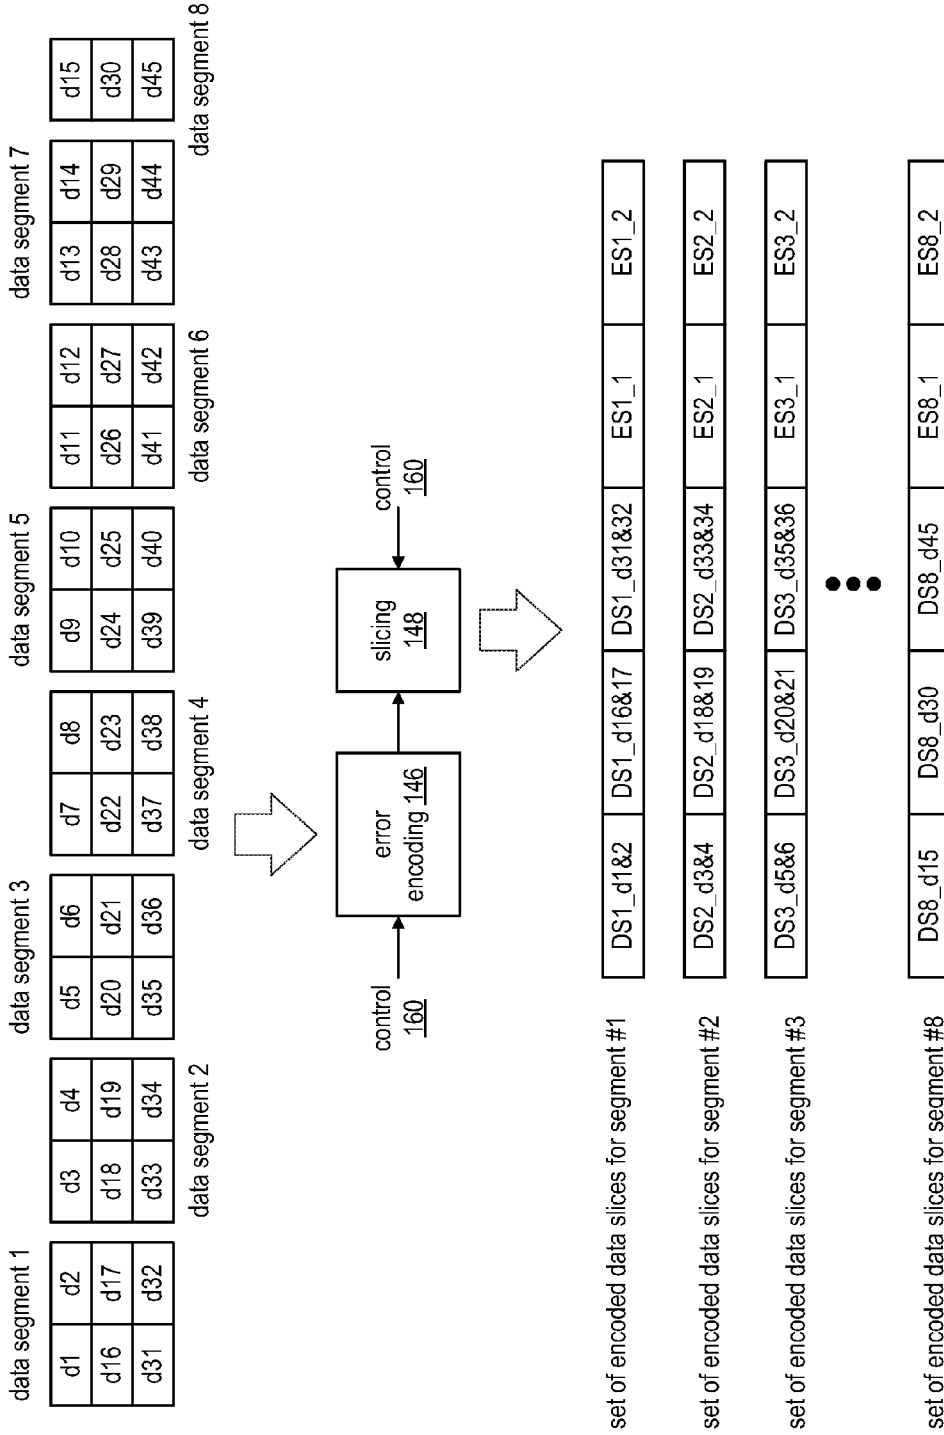 data segment 1
d1 d2
d16 d17
d31 d32
d3 d4
d18 d19
d33 d34
data segment 2
data segment 3
d5 d6
d20 d21
d35 d36
d7 d8
d22 d23
d37 d38
data segment 4
data segment 5
d9 d10
d24 d25
d39 d40
d11 d12
d26 d27
d41 d42
data segment 6
data segment 7
d13 d14
d28 d29
d43 d44
d15
d30
d45
data segment 8
control
160
error
encoding 146
slicing
148
control
160
set of encoded data slices for segment #1 DS1_d1&2 DS1_d16&17 DS1_d31&32 ES1_1 ES1_2
set of encoded data slices for segment #2 DS2_d3&4 DS2_d18&19 DS2_d33&34 ES2_1 ES2_2
set of encoded data slices for segment #3 DS3_d5&6 DS3_d20&21 DS3_d35&36 ES3_1 ES3_2
set of encoded data slices for segment #8 DS8_d15 DS8_d30 DS8_d45 ES8_1 ES8_2